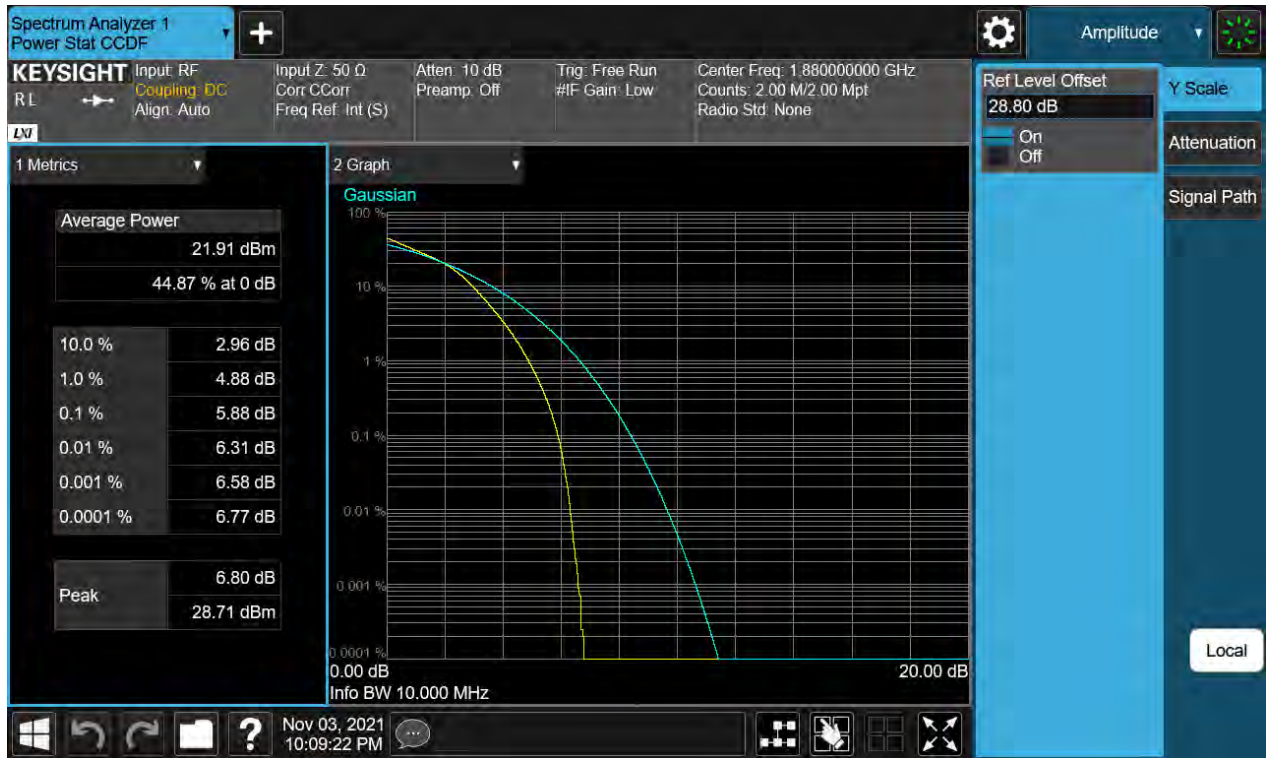 Spectrum Analyzer 1
Power Stat CCDF
+
Amplitude
KEYSIGHT
RL
LXI
Input: RF
Coupling: DC
Align: Auto
Input Z: 50 Ω
Corr CCorr
Freq Ref: Int (S)
Atten: 10 dB
Preamp: Off
Trig: Free Run
#IF Gain: Low
Center Freq: 1.880000000 GHz
Counts: 2.00 M/2.00 Mpt
Radio Std: None
Ref Level Offset
28.80 dB
On
Off
Y Scale
Attenuation
Signal Path
Local
1 Metrics
Average Power
21.91 dBm
44.87 % at 0 dB
10.0 % 2.96 dB
1.0 % 4.88 dB
0.1 % 5.88 dB
0.01 % 6.31 dB
0.001 % 6.58 dB
0.0001 % 6.77 dB
Peak
6.80 dB
28.71 dBm
2 Graph
Gaussian
100 %
10 %
1 %
0.1 %
0.01 %
0.001 %
0.0001 %
0.00 dB 20.00 dB
Info BW 10.000 MHz
?
Nov 03, 2021
10:09:22 PM